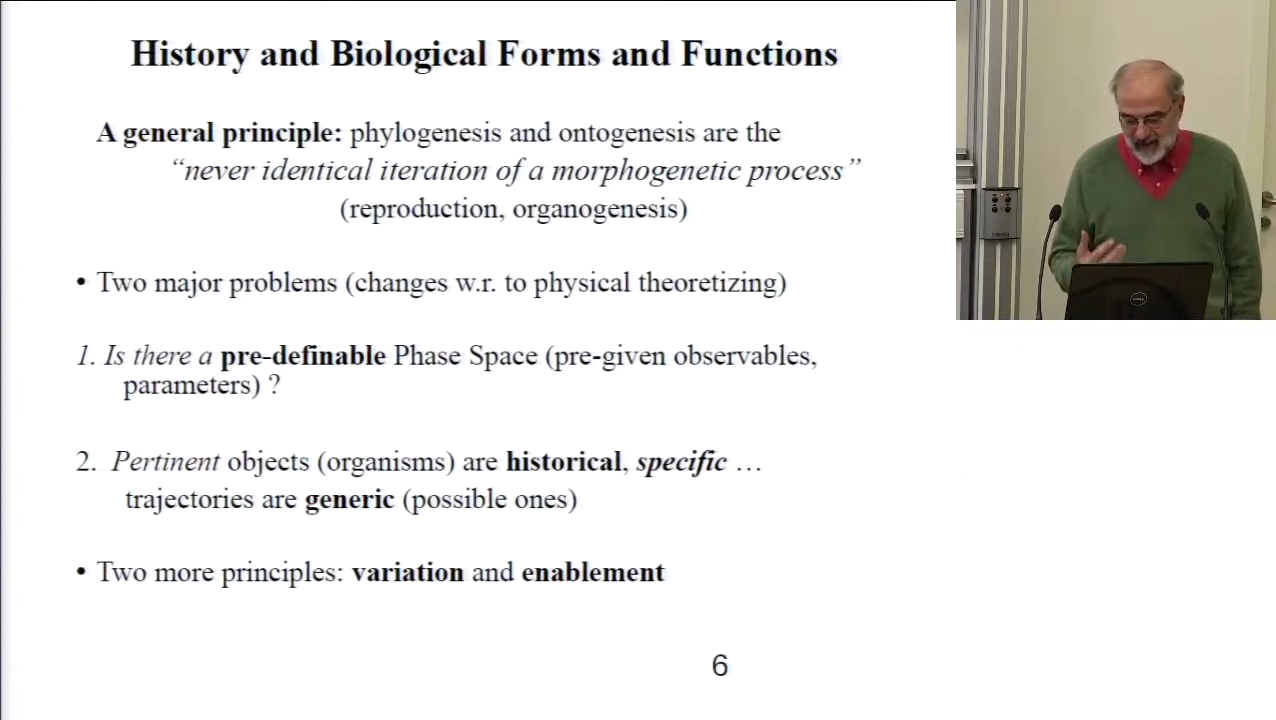 History and Biological Forms and Functions
A general principle: phylogenesis and ontogenesis are the
“never identical iteration of a morphogenetic process”
(reproduction, organogenesis)
• Two major problems (changes w.r. to physical theoretizing)
1. Is there a pre-definable Phase Space (pre-given observables,
parameters) ?
2. Pertinent objects (organisms) are historical, specific …
trajectories are generic (possible ones)
• Two more principles: variation and enablement
6